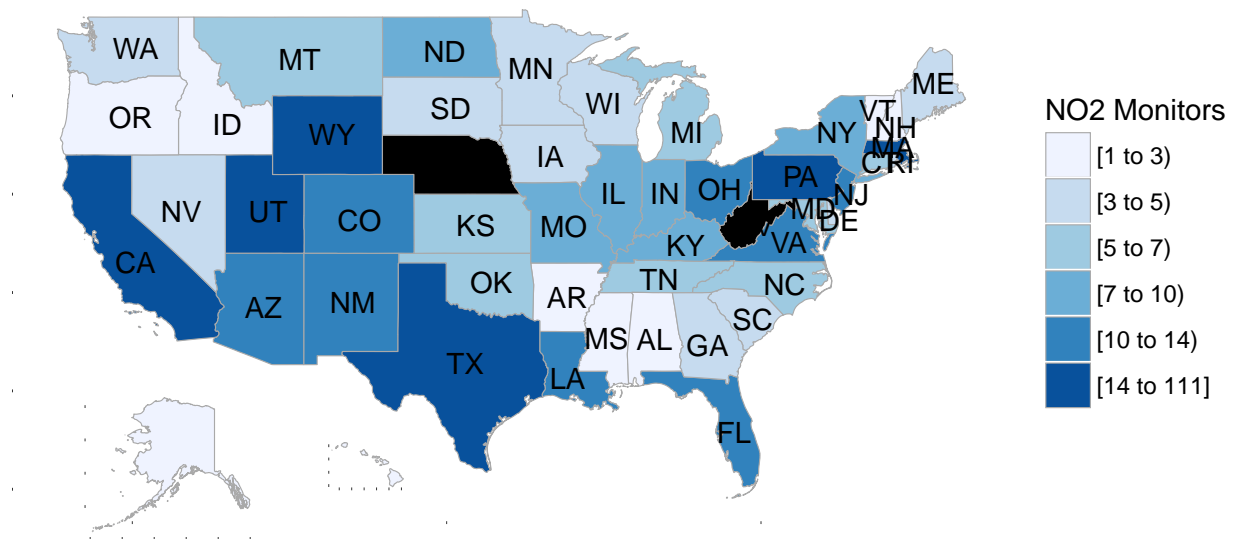 WA
MT
ND
MN
ME
OR
ID
WY
SD
WI
MI
NY
VT
NH
MA
CT
RI
NV
UT
CO
IA
IL
IN
OH
PA
NJ
MD
DE
CA
KS
MO
KY
VA
AZ
NM
OK
AR
TN
NC
TX
LA
MS
AL
GA
SC
FL
NO2 Monitors
[1 to 3)
[3 to 5)
[5 to 7)
[7 to 10)
[10 to 14)
[14 to 111]